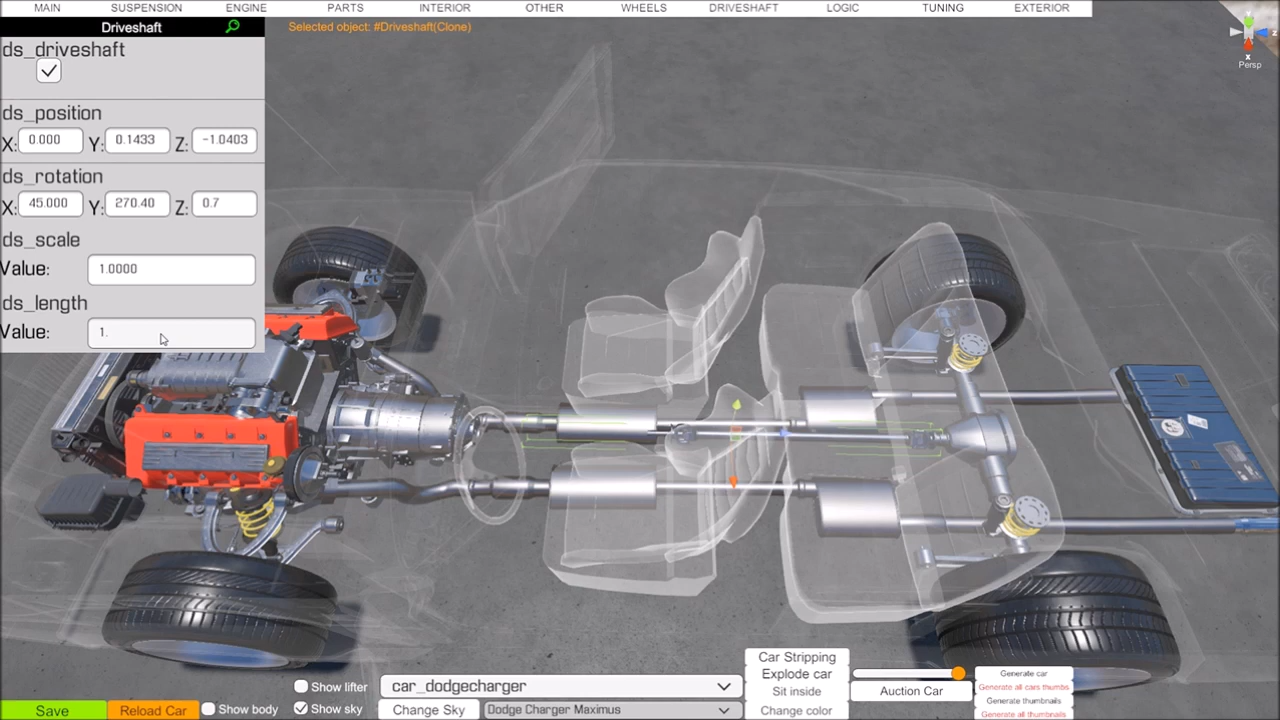 MAIN SUSPENSION ENGINE PARTS INTERIOR OTHER WHEELS DRIVESHAFT LOGIC TUNING EXTERIOR
Driveshaft
Selected object: #Driveshaft(Clone)
ds_driveshaft
ds_position
X: 0.000 Y: 0.1433 Z: -1.0403
ds_rotation
X: 45.000 Y: 270.40 Z: 0.7
ds_scale
Value: 1.0000
ds_length
Value: 1.
y
z
x
Persp
Show lifter
car_dodgecharger
Car Stripping
Explode car
Sit inside
Change color
Auction Car
Generate car
Generate all cars thumbs
Generate thumbnails
Generate all thumbnails
Save
Reload Car
Show body
Show sky
Change Sky
Dodge Charger Maximus